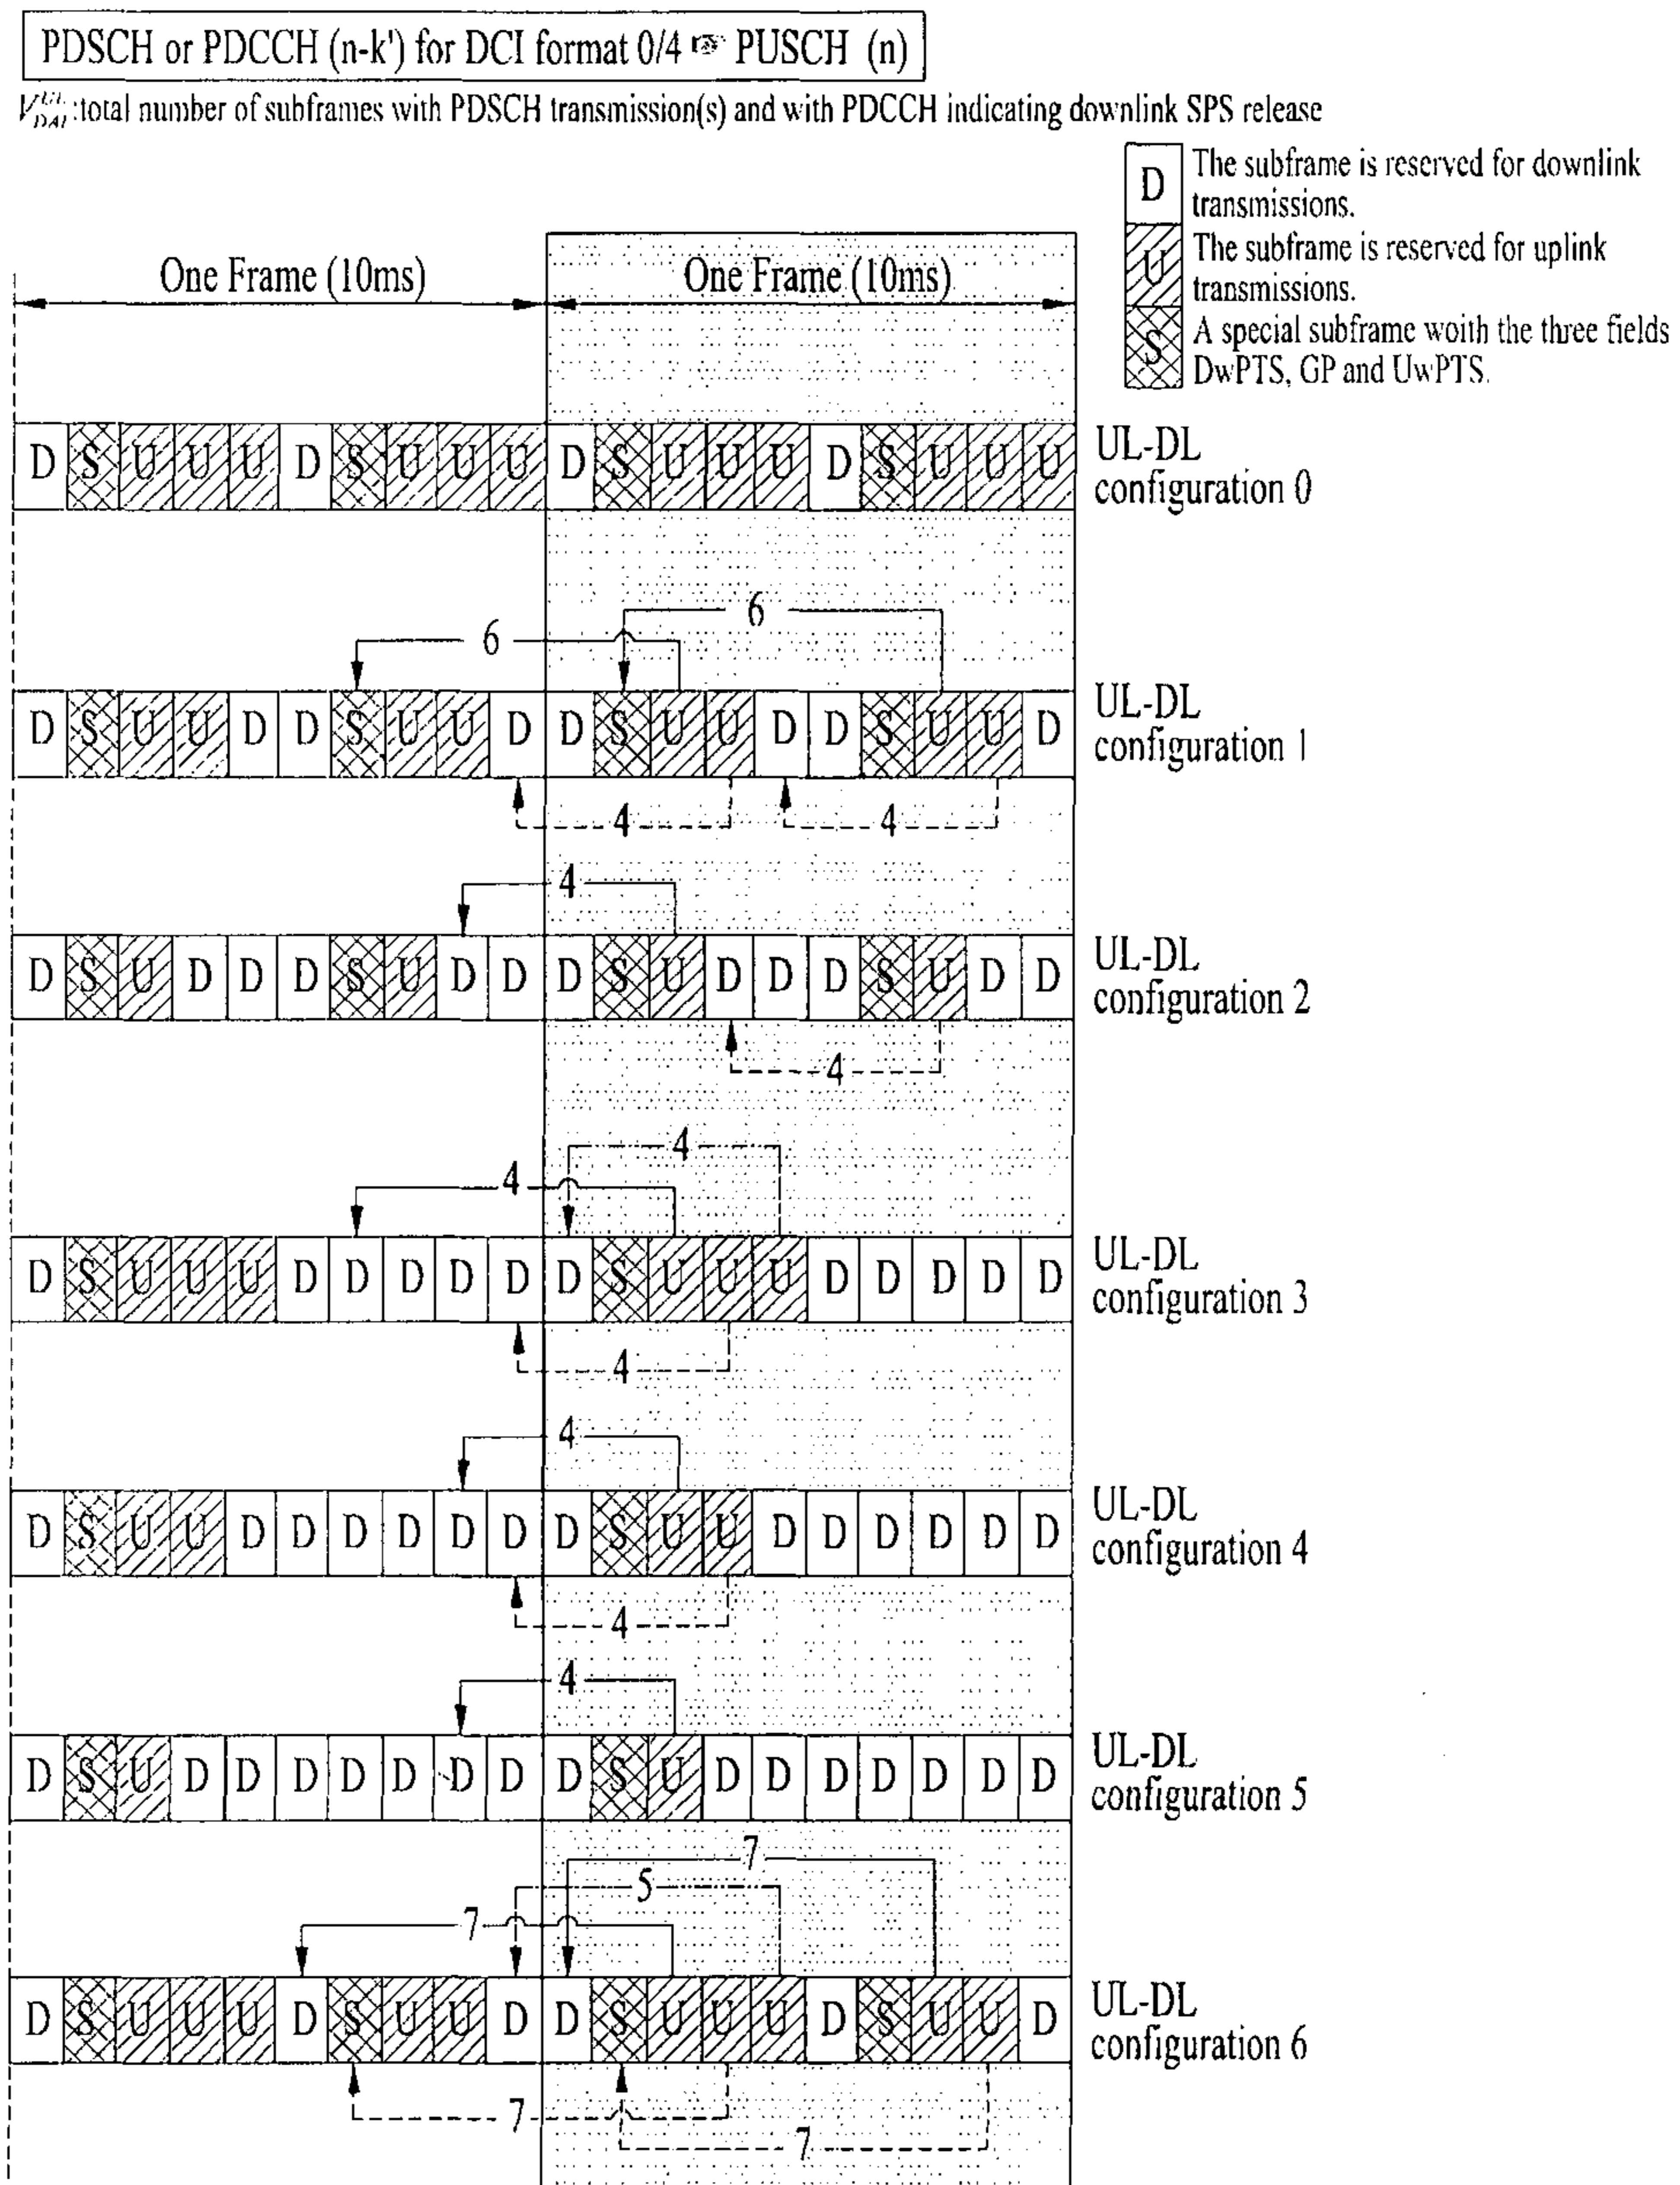 PDSCH or PDCCH (n-k') for DCI format 0/4 ☞ PUSCH (n)
V_DAI^UL:total number of subframes with PDSCH transmission(s) and with PDCCH indicating downlink SPS release
D The subframe is reserved for downlink
transmissions.
U The subframe is reserved for uplink
transmissions.
S A special subframe woith the three fields
DwPTS, GP and UwPTS.
One Frame (10ms) One Frame (10ms)
D S U U U D S U U U D S U U U D S U U U UL-DL
configuration 0
6
6
D S U U D D S U U D D S U U D D S U U D UL-DL
configuration 1
4 4
4
D S U D D D S U D D D S U D D D S U D D UL-DL
configuration 2
4
4
4
D S U U U D D D D D D S U U U D D D D D UL-DL
configuration 3
4
4
D S U U D D D D D D D S U U D D D D D D UL-DL
configuration 4
4
4
D S U D D D D D D D D S U D D D D D D D UL-DL
configuration 5
7
5
7
D S U U U D S U U D D S U U U D S U U D UL-DL
configuration 6
7
7